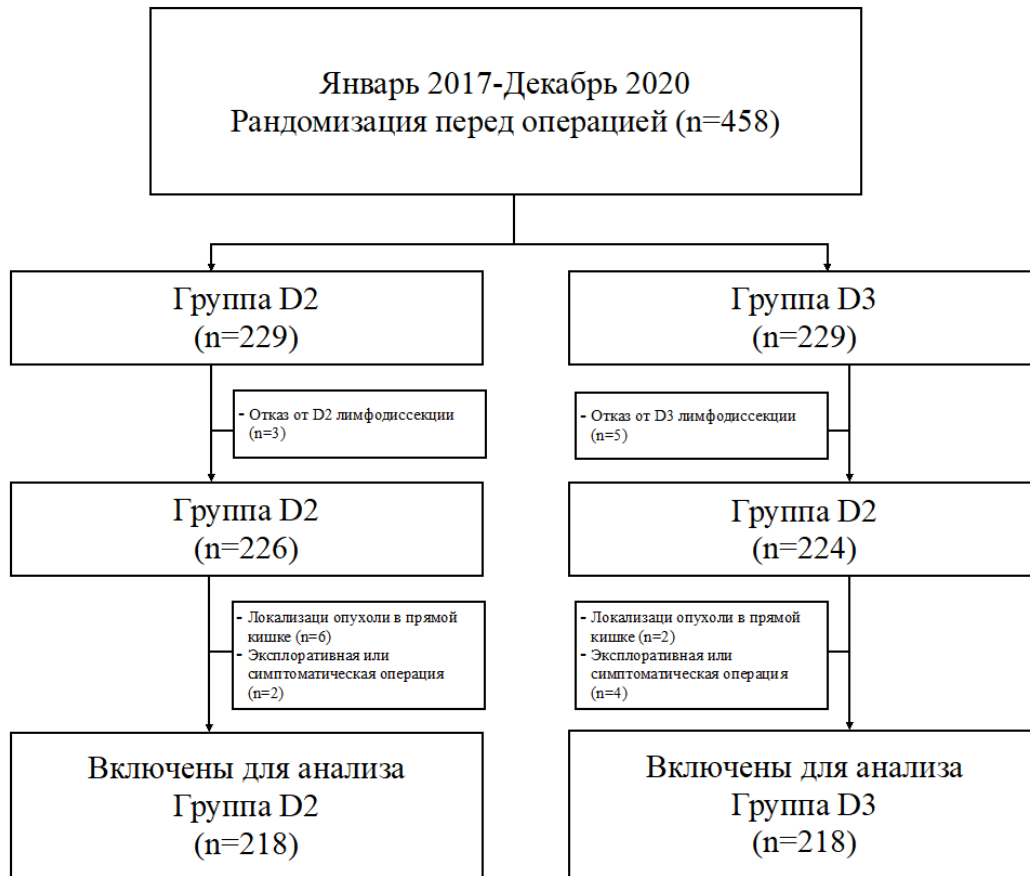 Январь 2017-Декабрь 2020
Рандомизация перед операцией (n=458)
Группа D2
(n=229)
Группа D3
(n=229)
- Отказ от D2 лимфодиссекции
(n=3)
- Отказ от D3 лимфодиссекции
(n=5)
Группа D2
(n=226)
Группа D2
(n=224)
- Локализаци опухоли в прямой
кишке (n=6)
- Эксплоративная или
симптоматическая операция
(n=2)
- Локализаци опухоли в прямой
кишке (n=2)
- Эксплоративная или
симптоматическая операция
(n=4)
Включены для анализа
Группа D2
(n=218)
Включены для анализа
Группа D3
(n=218)